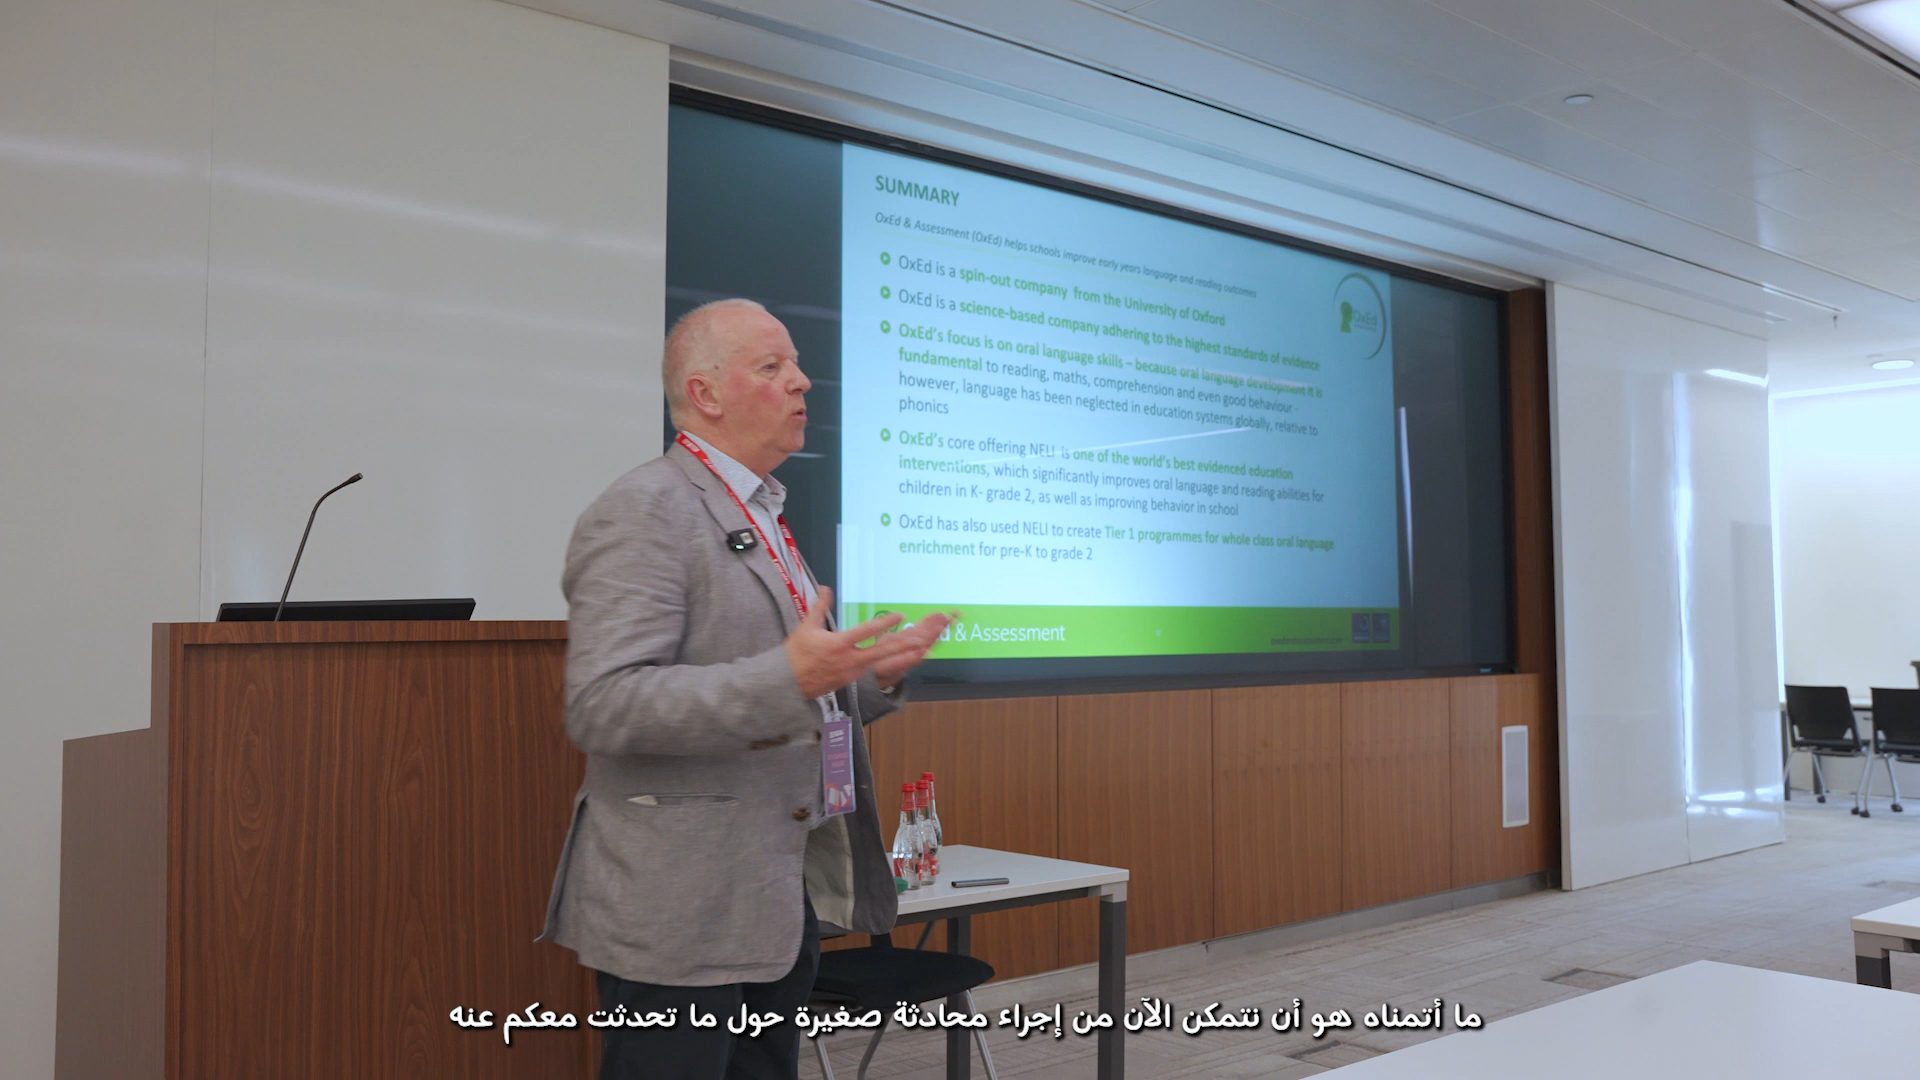 SUMMARY
OxEd & Assessment (OxEd) helps schools improve early years language and reading outcomes
OxEd is a spin-out company from the University of Oxford
OxEd is a science-based company adhering to the highest standards of evidence
OxEd's focus is on oral language skills – because oral language development it is
fundamental to reading, maths, comprehension and even good behaviour -
however, language has been neglected in education systems globally, relative to
phonics
OxEd's core offering NELI is one of the world's best evidenced education
interventions, which significantly improves oral language and reading abilities for
children in K- grade 2, as well as improving behavior in school
OxEd has also used NELI to create Tier 1 programmes for whole class oral language
enrichment for pre-K to grade 2
OxEd
& Assessment
ما أتمناه هو أن نتمكن الآن من إجراء محادثة صغيرة حول ما تحدثت معكم عنه